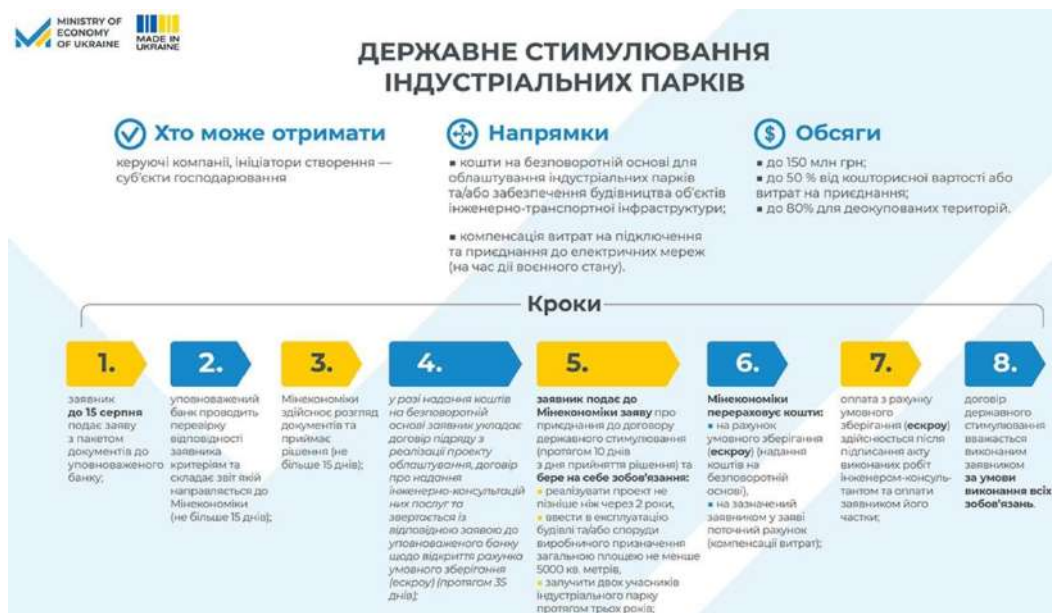 MINISTRY OF
ECONOMY
OF UKRAINE
MADE IN
UKRAINE
ДЕРЖАВНЕ СТИМУЛЮВАННЯ
ІНДУСТРІАЛЬНИХ ПАРКІВ
Хто може отримати
керуючі компанії, ініціатори створення —
суб'єкти господарювання
Напрямки
▪ кошти на безповоротній основі для
облаштування індустріальних парків
та/або забезпечення будівництва об'єктів
інженерно-транспортної інфраструктури;
▪ компенсація витрат на підключення
та приєднання до електричних мереж
(на час дії воєнного стану).
$ Обсяги
▪ до 150 млн грн;
▪ до 50 % від кошторисної вартості або
витрат на приєднання;
▪ до 80% для деокупованих територій.
Кроки
1.
заявник
до 15 серпня
подає заяву
з пакетом
документів до
уповноваженого
банку;
2.
уповноважений
банк проводить
перевірку
відповідності
заявника
критеріям та
складає звіт який
направляється до
Мінекономіки
(не більше 15 днів);
3.
Мінекономіки
здійснює розгляд
документів та
приймає
рішення (не
більше 15 днів);
4.
у разі надання коштів
на безповоротній
основі заявник укладає
договір підряду з
реалізації проекту
облаштування, договір
про надання
інженерно-консультацій
них послуг та
звертається із
відповідною заявою до
уповноваженого банку
щодо відкриття рахунка
умовного зберігання
(ескроу) (протягом 35
днів);
5.
заявник подає до
Мінекономіки заяву про
приєднання до договору
державного стимулювання
(протягом 10 днів
з дня прийняття рішення) та
бере на себе зобов'язання:
▪ реалізувати проект не
пізніше ніж через 2 роки,
▪ ввести в експлуатацію
будівлі та/або споруди
виробничого призначення
загальною площею не менше
5000 кв. метрів,
▪ залучити двох учасників
індустріального парку
протягом трьох років;
6.
Мінекономіки
перераховує кошти:
▪ на рахунок
умовного зберігання
(ескроу) (надання
коштів на
безповоротній
основі),
▪ на зазначений
заявником у заяві
поточний рахунок
(компенсації витрат);
7.
оплата з рахунку
умовного
зберігання (ескроу)
здійснюється після
підписання акту
виконаних робіт
інженером-консуль-
тантом та оплати
заявником його
частки;
8.
договір
державного
стимулювання
вважається
виконаним
заявником
за умови
виконання всіх
зобов'язань.